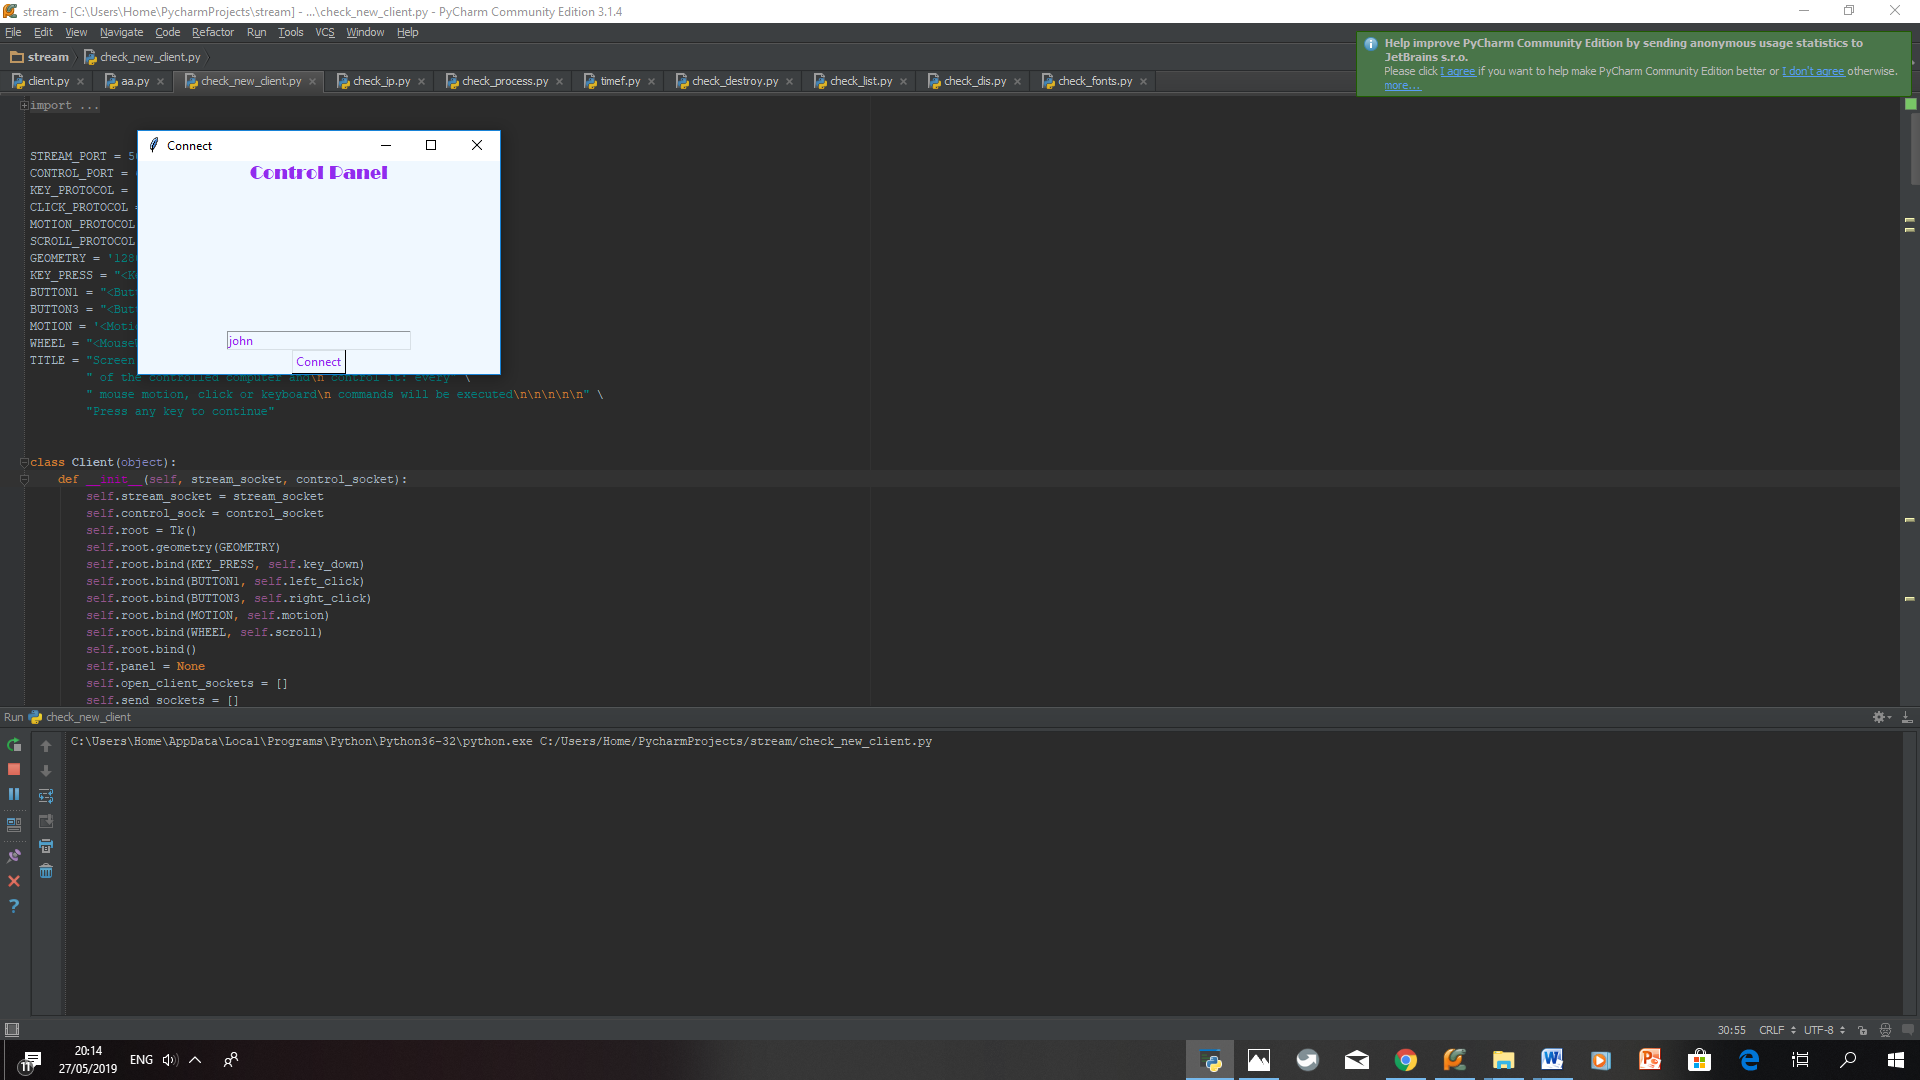 stream - [C:\Users\Home\PycharmProjects\stream] - ...\check_new_client.py - PyCharm Community Edition 3.1.4
File Edit View Navigate Code Refactor Run Tools VCS Window Help
stream check_new_client.py
client.py aa.py check_new_client.py check_ip.py check_process.py timef.py check_destroy.py check_list.py check_dis.py check_fonts.py
Help improve PyCharm Community Edition by sending anonymous usage statistics to
JetBrains s.r.o.
Please click I agree if you want to help make PyCharm Community Edition better or I don't agree otherwise.
more...
import ...
Connect
Control Panel
john
Connect
STREAM_PORT = 5
CONTROL_PORT =
KEY_PROTOCOL =
CLICK_PROTOCOL =
MOTION_PROTOCOL
SCROLL_PROTOCOL
GEOMETRY = '128
KEY_PRESS = "<K
BUTTON1 = "<But
BUTTON3 = "<But
MOTION = '<Moti
WHEEL = "<Mouse
TITLE = "Screen
" of the controlled computer and\n control it: every" \
" mouse motion, click or keyboard\n commands will be executed\n\n\n\n\n" \
"Press any key to continue"
class Client(object):
def __init__(self, stream_socket, control_socket):
self.stream_socket = stream_socket
self.control_sock = control_socket
self.root = Tk()
self.root.geometry(GEOMETRY)
self.root.bind(KEY_PRESS, self.key_down)
self.root.bind(BUTTON1, self.left_click)
self.root.bind(BUTTON3, self.right_click)
self.root.bind(MOTION, self.motion)
self.root.bind(WHEEL, self.scroll)
self.root.bind()
self.panel = None
self.open_client_sockets = []
self.send_sockets = []
Run check_new_client
C:\Users\Home\AppData\Local\Programs\Python\Python36-32\python.exe C:/Users/Home/PycharmProjects/stream/check_new_client.py
30:55 CRLF UTF-8
11
20:14
27/05/2019
ENG